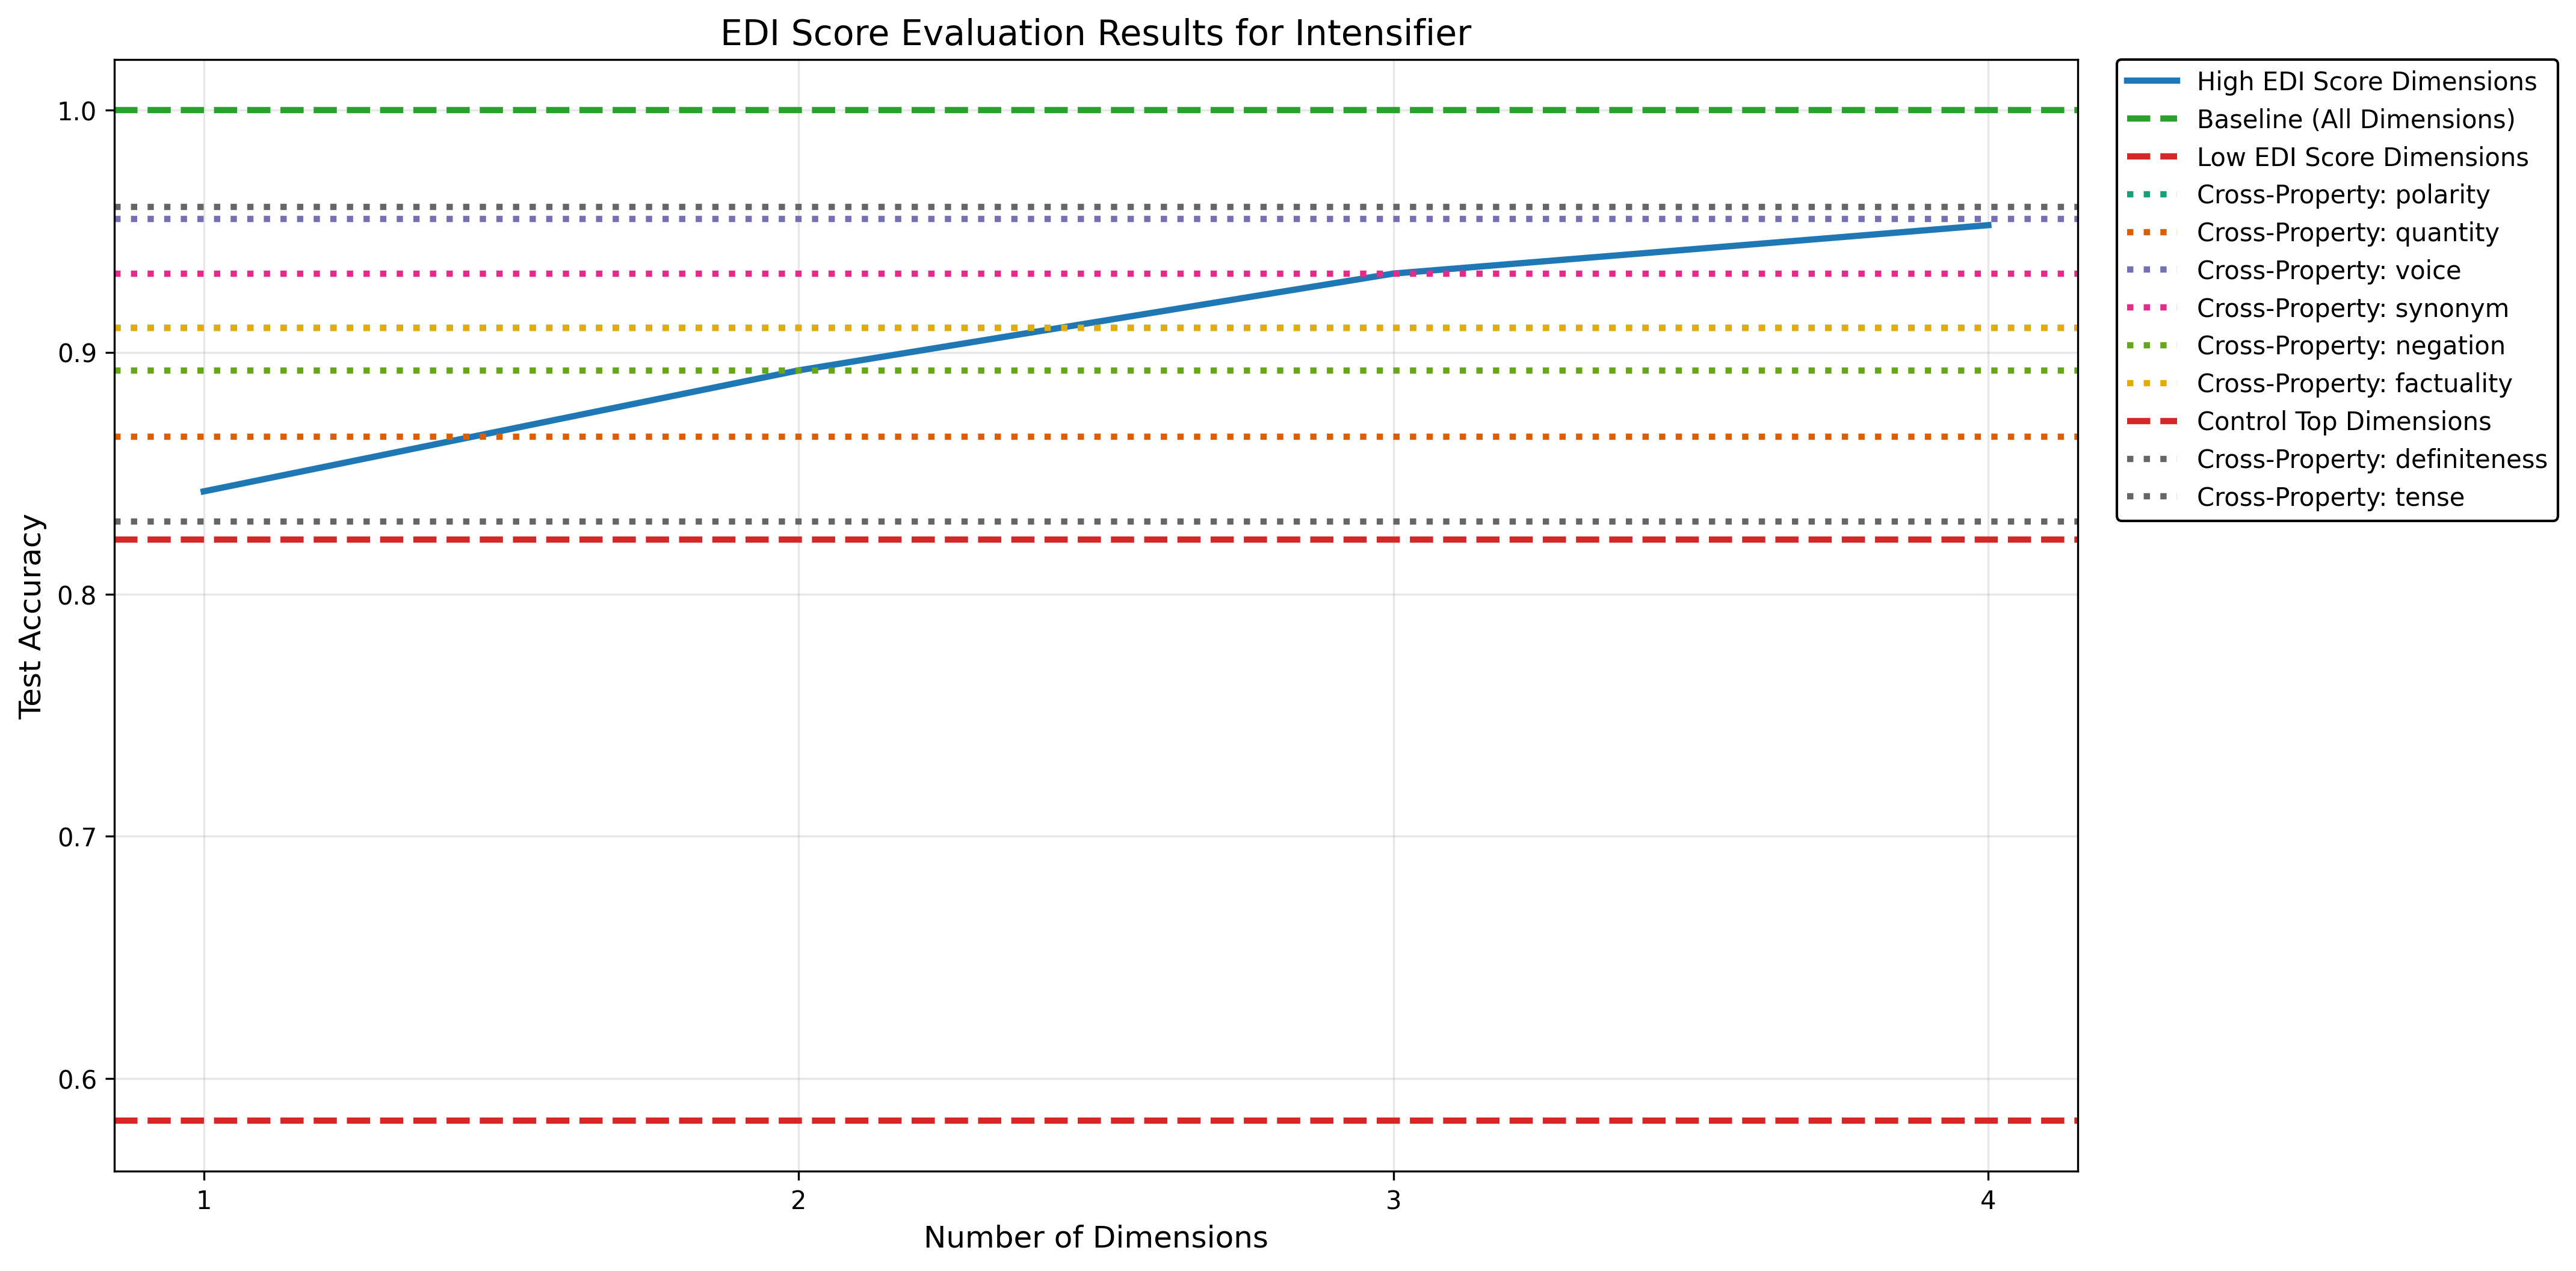 EDI Score Evaluation Results for Intensifier
Test Accuracy
1.0
0.9
0.8
0.7
0.6
1 2 3 4
Number of Dimensions
High EDI Score Dimensions
Baseline (All Dimensions)
Low EDI Score Dimensions
Cross-Property: polarity
Cross-Property: quantity
Cross-Property: voice
Cross-Property: synonym
Cross-Property: negation
Cross-Property: factuality
Control Top Dimensions
Cross-Property: definiteness
Cross-Property: tense